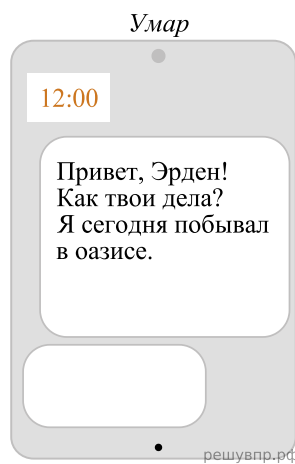 Умар
12:00
Привет, Эрден!
Как твои дела?
Я сегодня побывал
в оазисе.
решувпр.рф